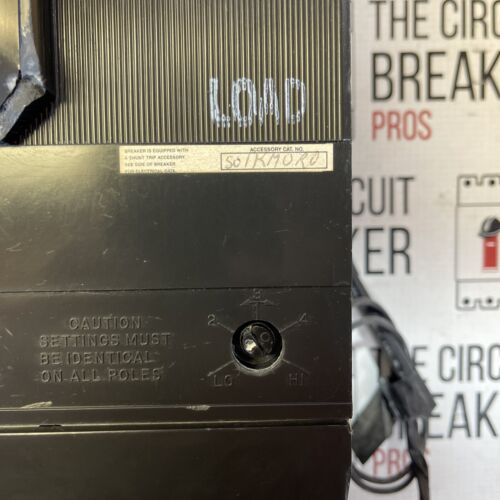 THE CIRC
BREAK
PROS
LOAD
BREAKER IS EQUIPPED WITH
A SHUNT TRIP ACCESSORY
SEE SIDE OF BREAKER
FOR ELECTRICAL DATA
ACCESSORY CAT. NO.
CUIT
KER
CAUTION
SETTINGS MUST
BE IDENTICAL
ON ALL POLES
3
2 4
LO HI
THE CIRC
BREAKER
PROS